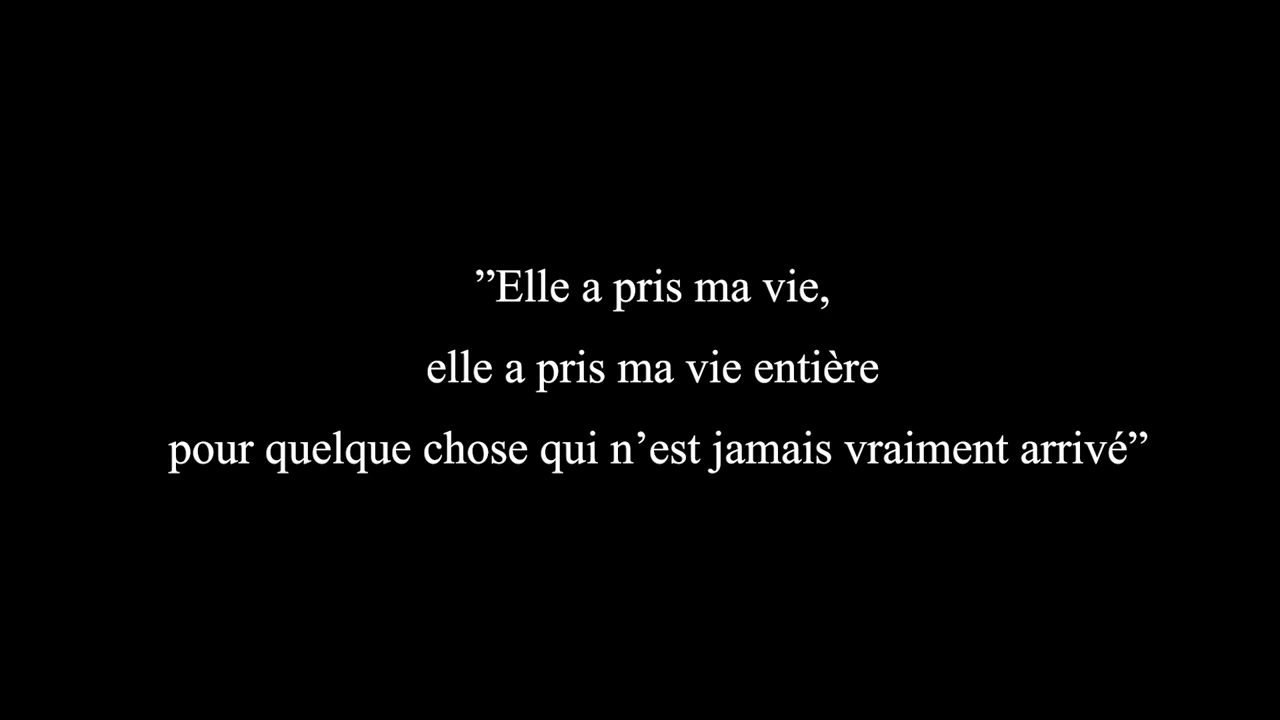 ”Elle a pris ma vie,
elle a pris ma vie entière
pour quelque chose qui n’est jamais vraiment arrivé”